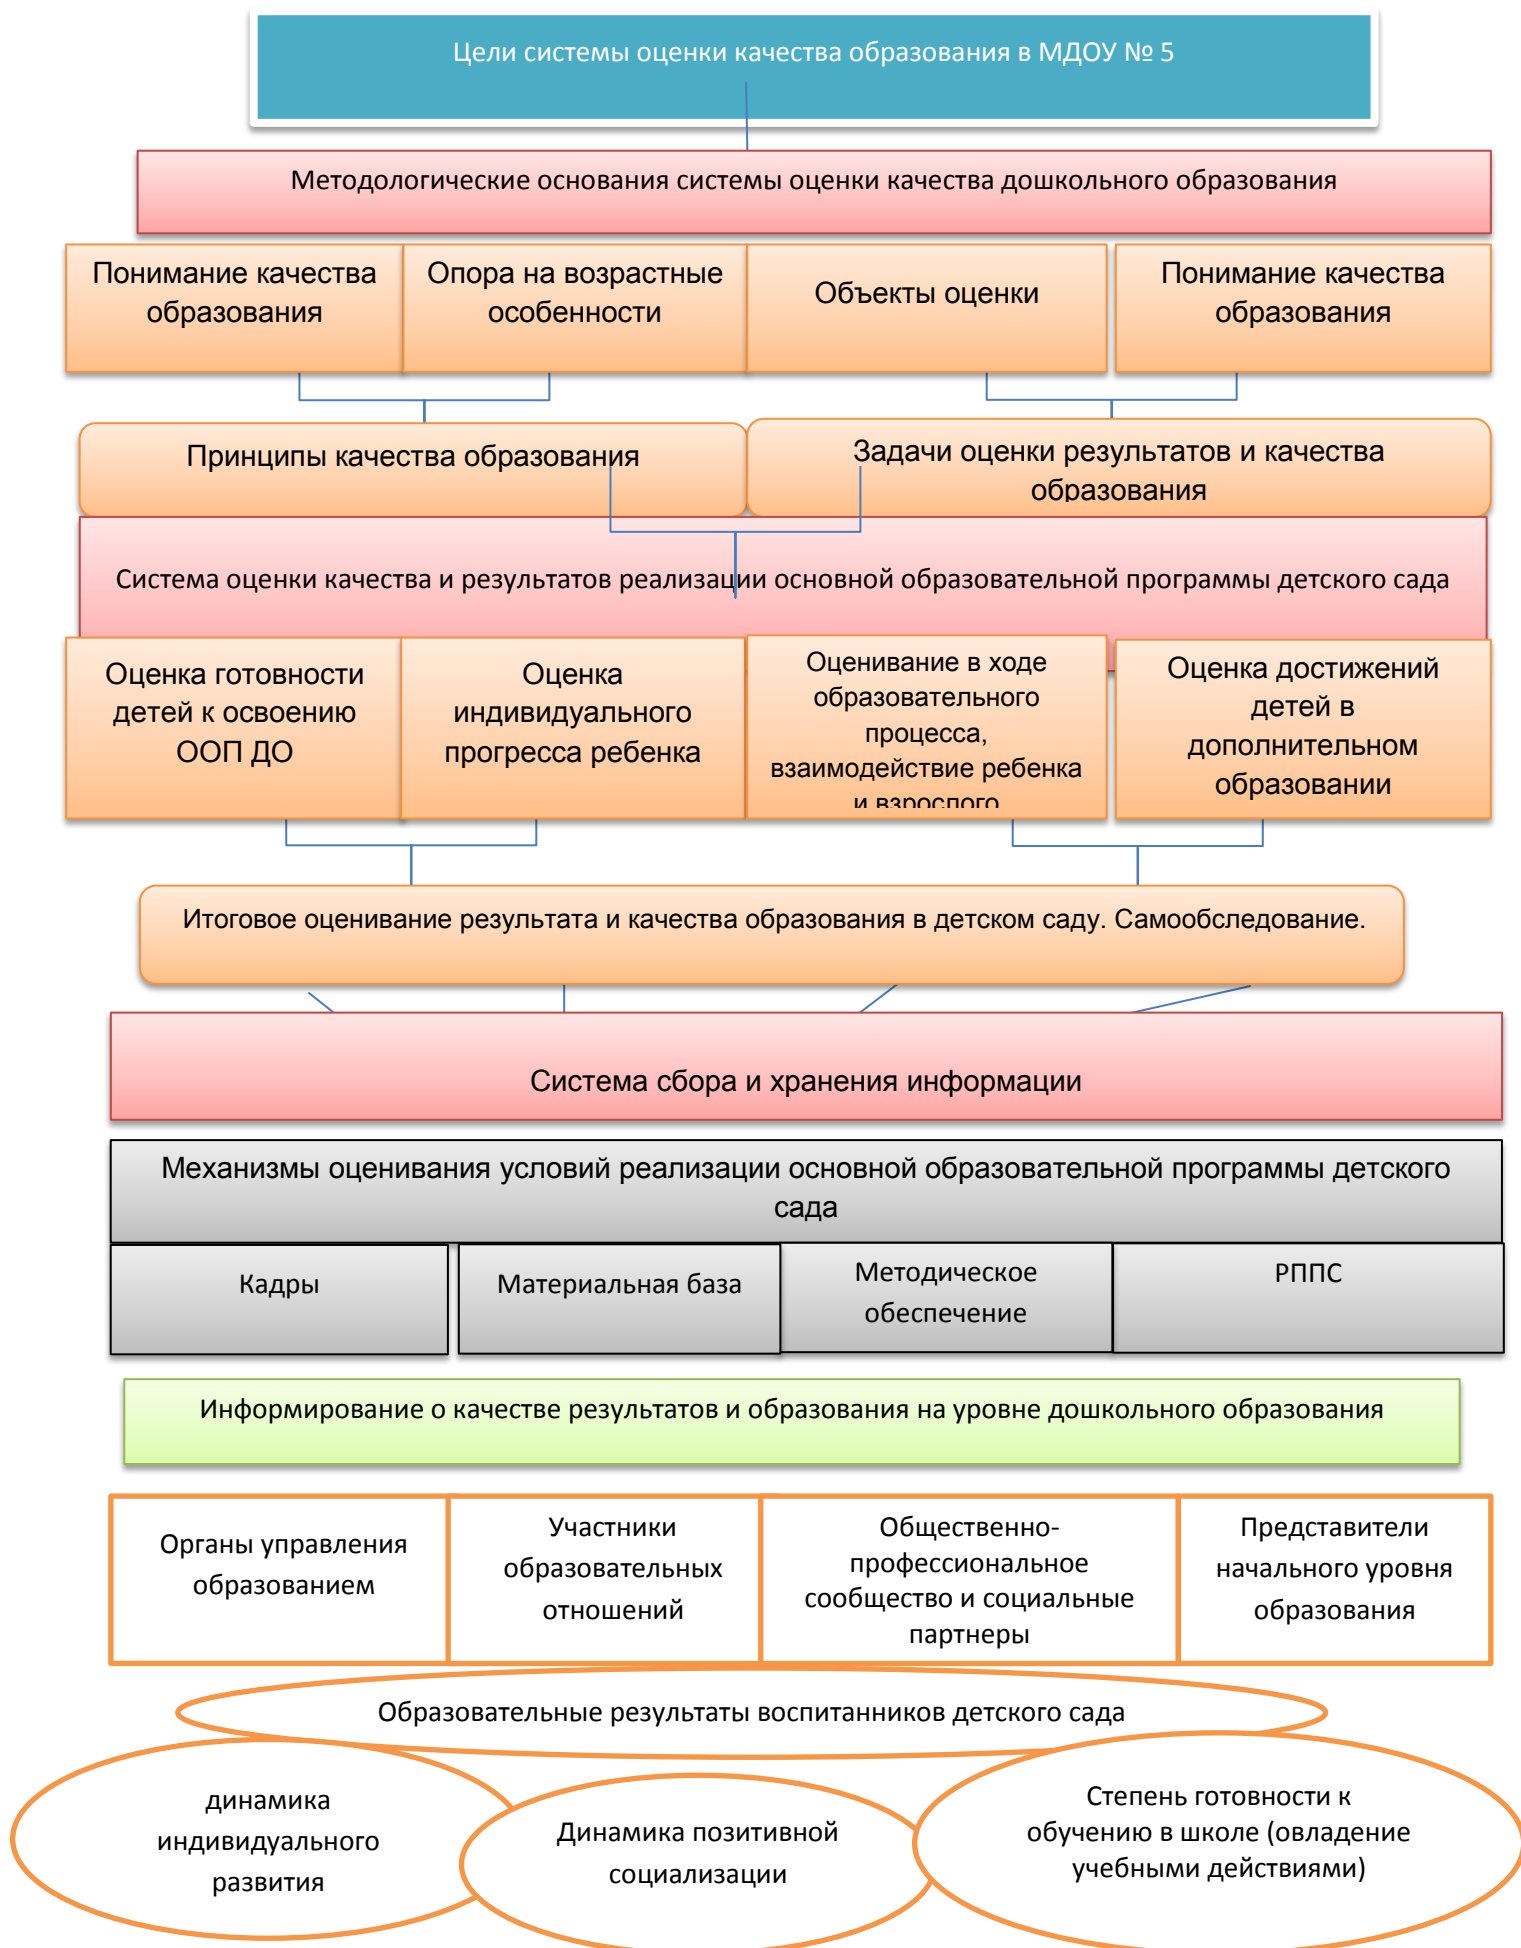 Цели системы оценки качества образования в МДОУ № 5
Методологические основания системы оценки качества дошкольного образования
Понимание качества
образования
Опора на возрастные
особенности
Объекты оценки
Понимание качества
образования
Принципы качества образования
Задачи оценки результатов и качества
образования
Система оценки качества и результатов реализации основной образовательной программы детского сада
Оценка готовности
детей к освоению
ООП ДО
Оценка
индивидуального
прогресса ребенка
Оценивание в ходе
образовательного
процесса,
взаимодействие ребенка
и взрослого
Оценка достижений
детей в
дополнительном
образовании
Итоговое оценивание результата и качества образования в детском саду. Самообследование.
Система сбора и хранения информации
Механизмы оценивания условий реализации основной образовательной программы детского
сада
Кадры
Материальная база
Методическое
обеспечение
РППС
Информирование о качестве результатов и образования на уровне дошкольного образования
Органы управления
образованием
Участники
образовательных
отношений
Общественно-
профессиональное
сообщество и социальные
партнеры
Представители
начального уровня
образования
Образовательные результаты воспитанников детского сада
динамика
индивидуального
развития
Динамика позитивной
социализации
Степень готовности к
обучению в школе (овладение
учебными действиями)